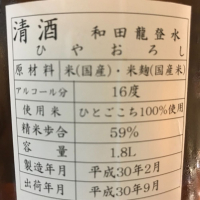 清酒 和田龍登水
ひやおろし
原材料 米(国産)・米麹(国産米)
アルコール分 16度
使用米 ひとごこち100%使用
精米歩合 59%
容量 1.8L
製造年月 平成30年2月
出荷年月 平成30年9月